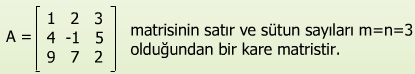 A = [ 1 2 3
4 -1 5
9 7 2 ]
matrisinin satır ve sütun sayıları m=n=3
olduğundan bir kare matristir.